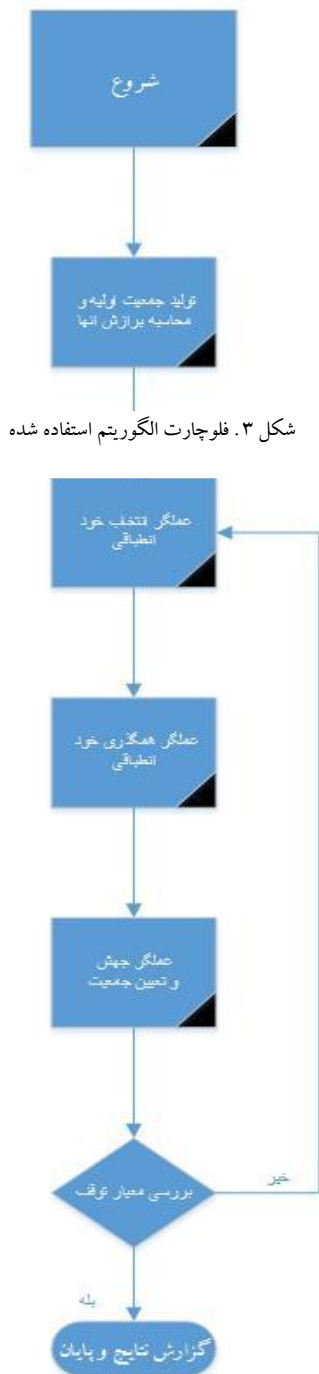 شروع
تولید جمعیت اولیه و
محاسبه برازش انها
شکل ۳. فلوچارت الگوریتم استفاده شده
عملگر انتخاب خود
انطباقی
عملگر همگذری خود
انطباقی
عملگر جهش
و تعیین جمعیت
بررسی معیار توقف
خیر
بله
گزارش نتایج و پایان